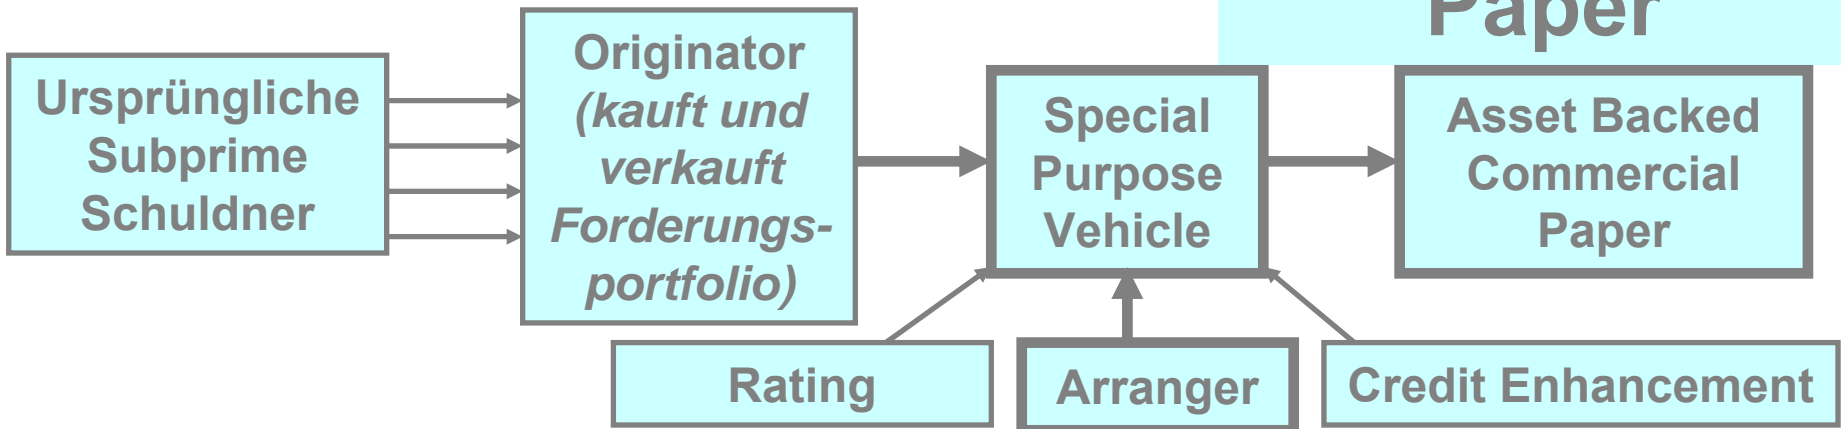 Paper
Ursprüngliche
Subprime
Schuldner
Originator
(kauft und
verkauft
Forderungs-
portfolio)
Special
Purpose
Vehicle
Asset Backed
Commercial
Paper
Rating
Arranger
Credit Enhancement